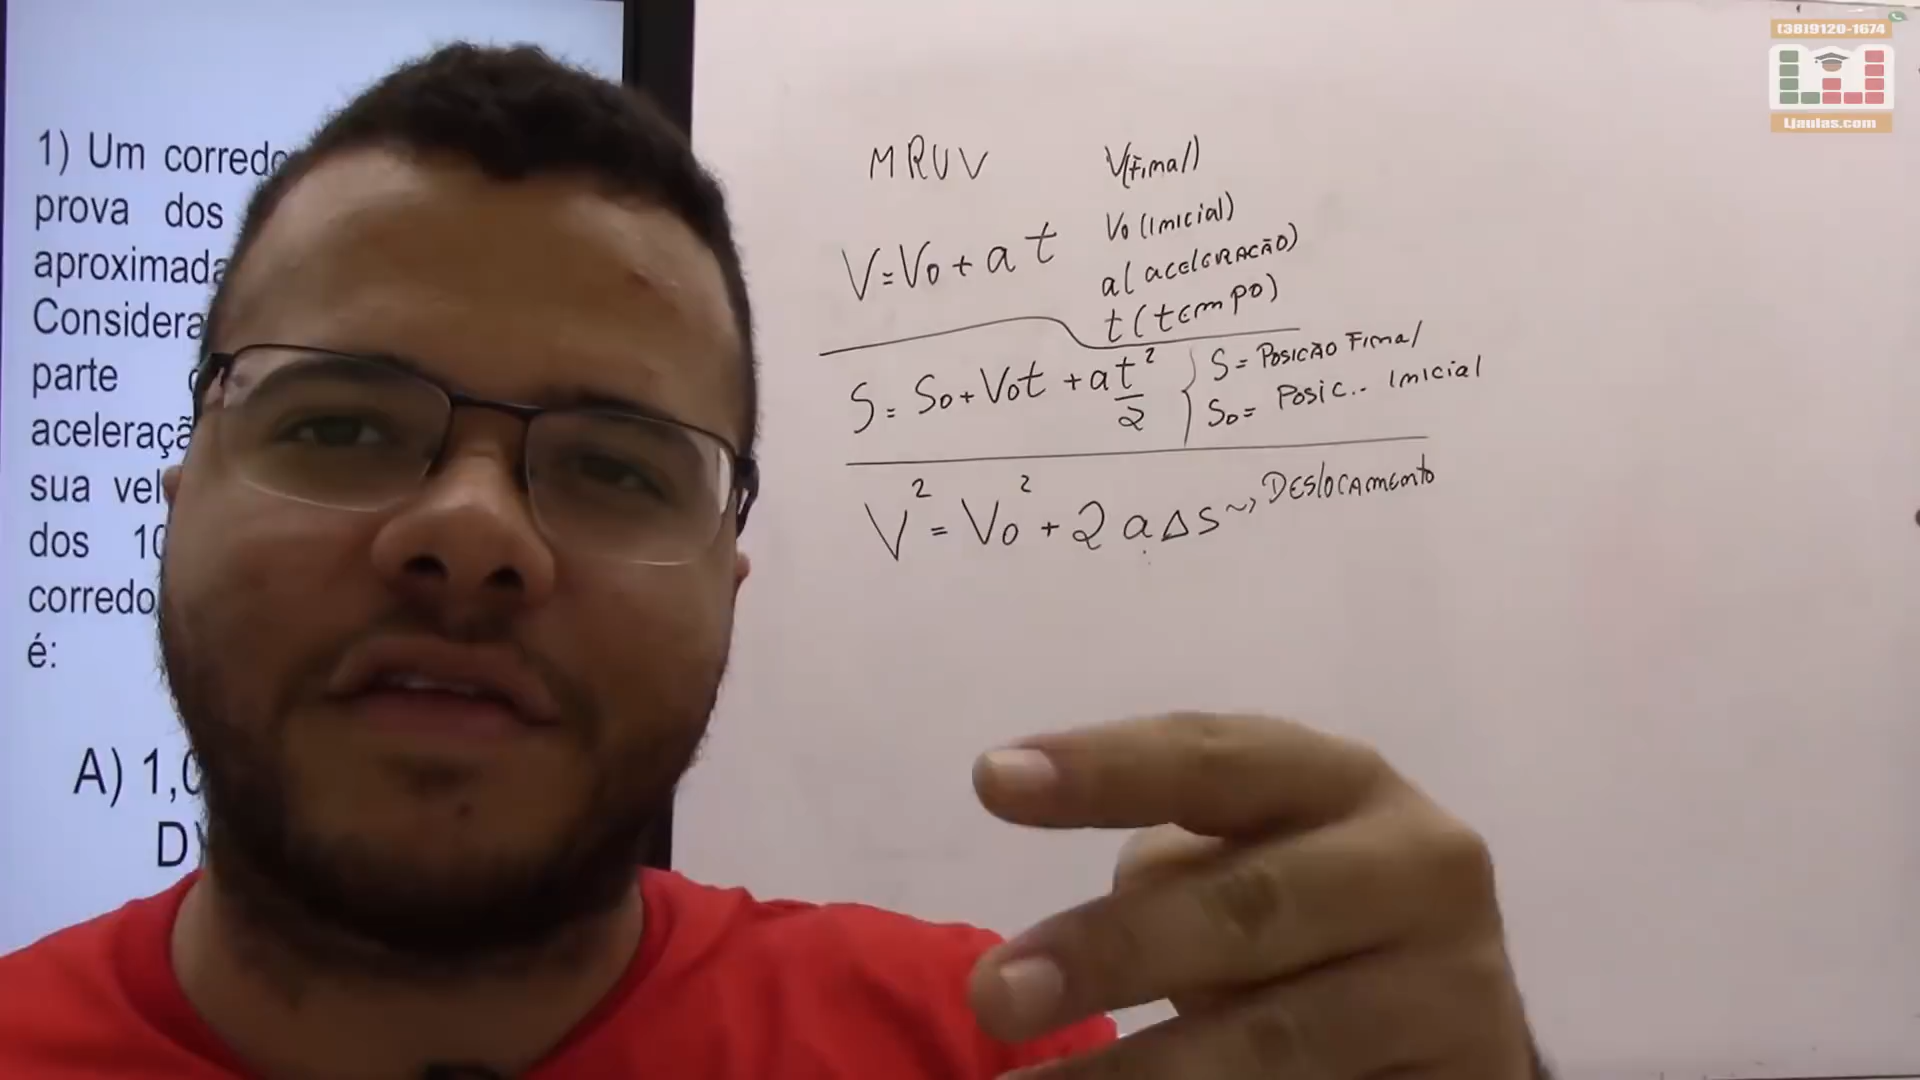 1) Um corredo
prova dos
aproximada
Considera
parte
aceleraçã
sua vel
dos 10
corredo
é:
A) 1,0
D)
MRUV
V(Final)
V=V0+at
V0 (Inicial)
a( aceleração)
t (tempo)
S = S0+V0t + at²/2
S = Posição Final
S0= Posic.. Inicial
V² = V0² + 2aΔS ~> Deslocamento
(38)9120-1674
Ljaulas.com